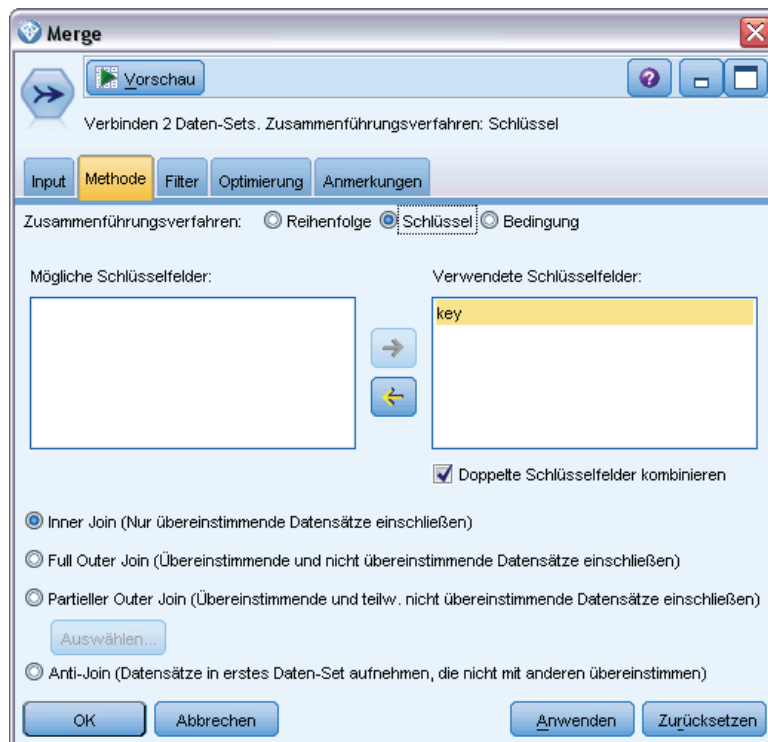 Merge
Vorschau
Verbinden 2 Daten-Sets. Zusammenführungsverfahren: Schlüssel
Input Methode Filter Optimierung Anmerkungen
Zusammenführungsverfahren: Reihenfolge Schlüssel Bedingung
Mögliche Schlüsselfelder: Verwendete Schlüsselfelder:
key
Doppelte Schlüsselfelder kombinieren
Inner Join (Nur übereinstimmende Datensätze einschließen)
Full Outer Join (Übereinstimmende und nicht übereinstimmende Datensätze einschließen)
Partieller Outer Join (Übereinstimmende und teilw. nicht übereinstimmende Datensätze einschließen)
Auswählen...
Anti-Join (Datensätze in erstes Daten-Set aufnehmen, die nicht mit anderen übereinstimmen)
OK Abbrechen Anwenden Zurücksetzen